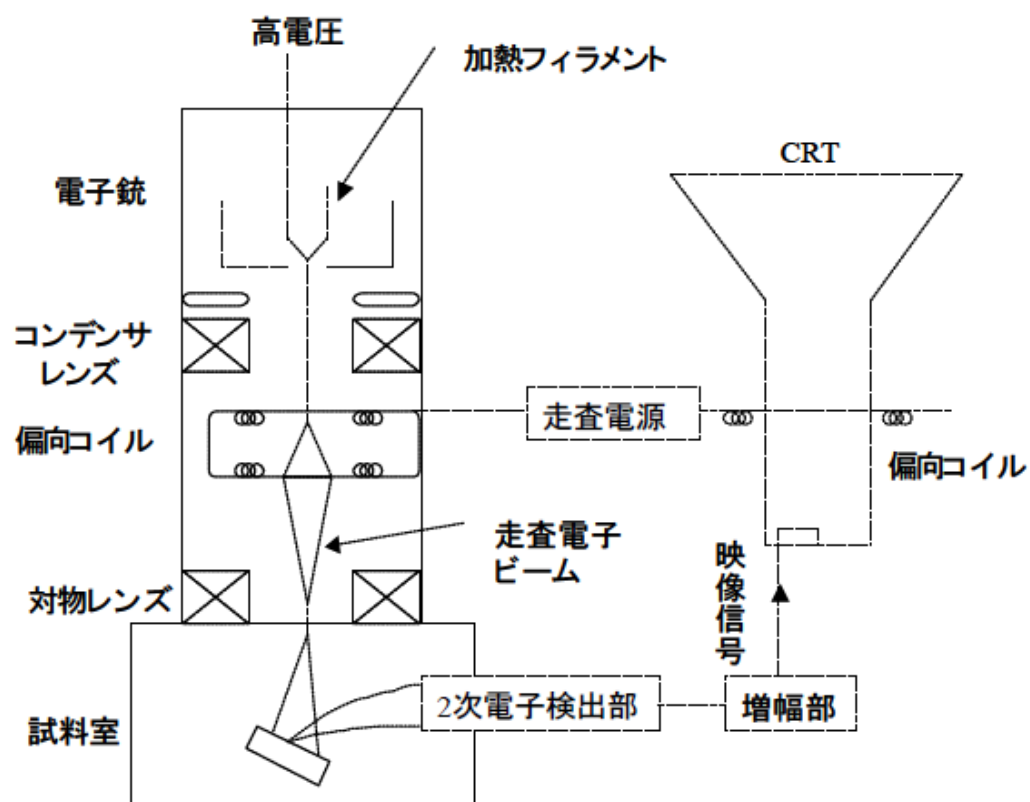 高電圧
加熱フィラメント
CRT
電子銃
コンデンサ
レンズ
走査電源
偏向コイル
偏向コイル
走査電子
ビーム
映像信号
対物レンズ
2次電子検出部
増幅部
試料室